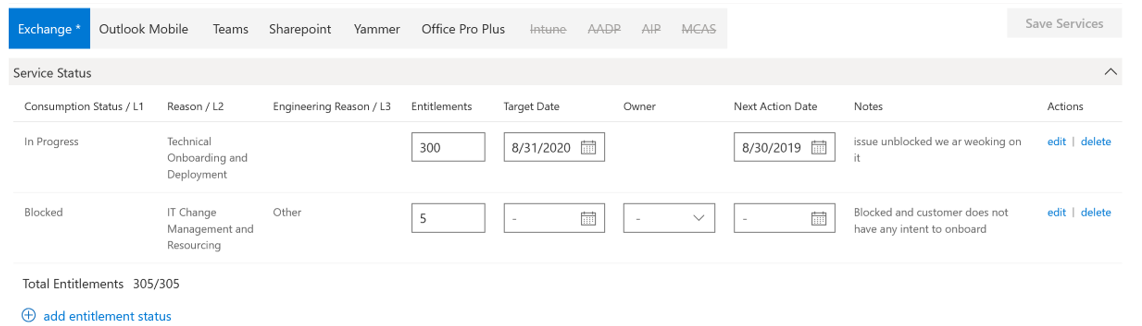 Exchange * Outlook Mobile Teams Sharepoint Yammer Office Pro Plus Intune AADP AIP MCAS Save Services
Service Status
Consumption Status / L1 Reason / L2 Engineering Reason / L3 Entitlements Target Date Owner Next Action Date Notes Actions
In Progress Technical 300 8/31/2020 8/30/2019 issue unblocked we ar weoking on edit | delete
Onboarding and it
Deployment
Blocked IT Change Other 5 - - - Blocked and customer does not edit | delete
Management and have any intent to onboard
Resourcing
Total Entitlements 305/305
add entitlement status